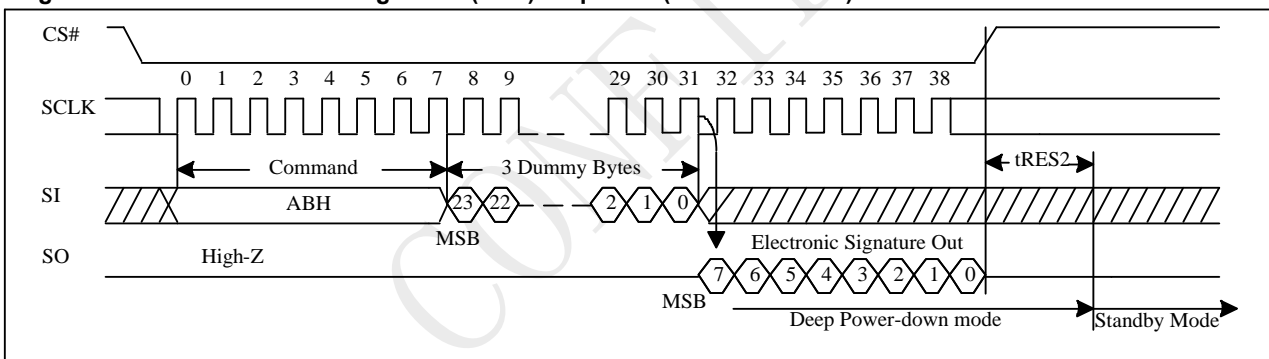 CS#
0 1 2 3 4 5 6 7 8 9 29 30 31 32 33 34 35 36 37 38
SCLK
Command 3 Dummy Bytes tRES2
SI ABH 23 22 2 1 0
MSB
SO High-Z Electronic Signature Out
7 6 5 4 3 2 1 0
MSB
Deep Power-down mode Standby Mode